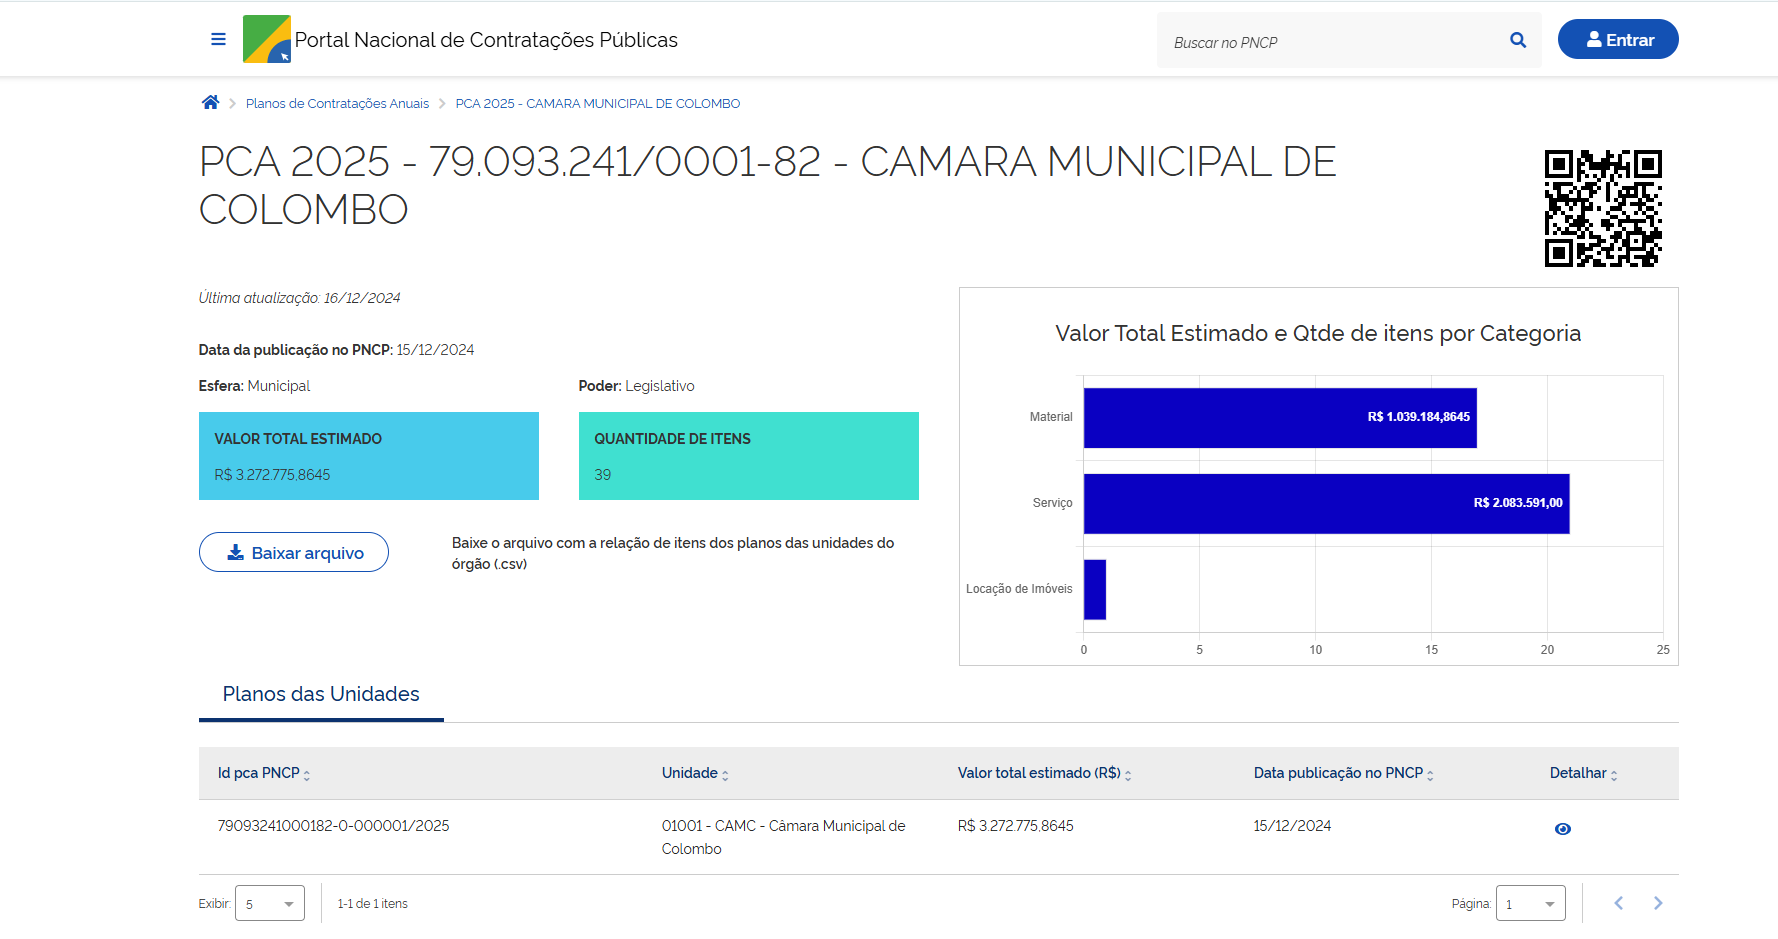 Portal Nacional de Contratações Públicas
Buscar no PNCP
Entrar
Planos de Contratações Anuais
PCA 2025 - CAMARA MUNICIPAL DE COLOMBO
PCA 2025 - 79.093.241/0001-82 - CAMARA MUNICIPAL DE
COLOMBO
Última atualização: 16/12/2024
Data da publicação no PNCP: 15/12/2024
Esfera: Municipal
Poder: Legislativo
VALOR TOTAL ESTIMADO
R$ 3.272.775,8645
QUANTIDADE DE ITENS
39
Baixar arquivo
Baixe o arquivo com a relação de itens dos planos das unidades do
órgão (.csv)
Valor Total Estimado e Qtde de itens por Categoria
Material
R$ 1.039.184,8645
Serviço
R$ 2.083.591,00
Locação de Imóveis
0 5 10 15 20 25
Planos das Unidades
Id pca PNCP Unidade Valor total estimado (R$) Data publicação no PNCP Detalhar
79093241000182-0-000001/2025 01001 - CAMC - Câmara Municipal de R$ 3.272.775,8645 15/12/2024
Colombo
Exibir: 5 1-1 de 1 itens Página: 1